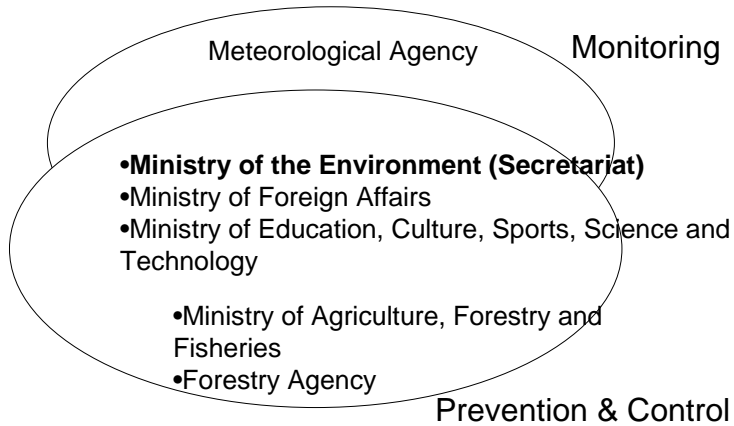 Meteorological Agency
Monitoring
•Ministry of the Environment (Secretariat)
•Ministry of Foreign Affairs
•Ministry of Education, Culture, Sports, Science and
Technology
•Ministry of Agriculture, Forestry and
Fisheries
•Forestry Agency
Prevention & Control